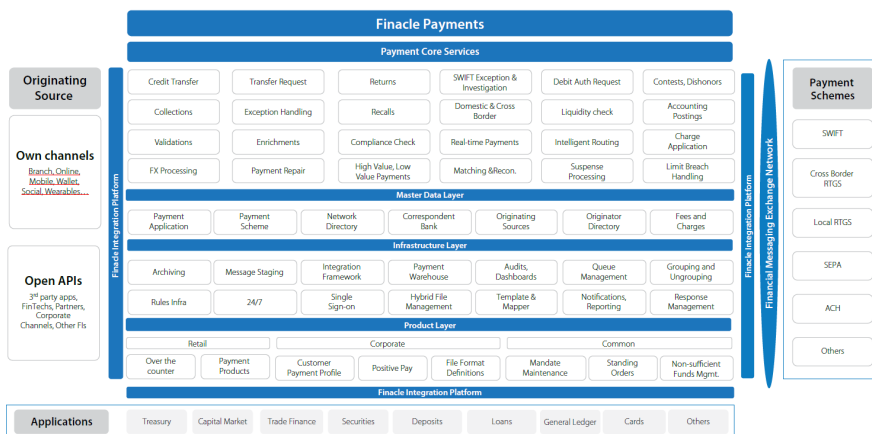 Finacle Payments
Payment Core Services
Originating
Source
Own channels
Branch, Online,
Mobile, Wallet,
Social, Wearables…
Open APIs
3rd party apps,
FinTechs, Partners,
Corporate
Channels, Other FIs
Finacle Integration Platform
Credit Transfer
Transfer Request
Returns
SWIFT Exception &
Investigation
Debit Auth Request
Contests, Dishonors
Collections
Exception Handling
Recalls
Domestic & Cross
Border
Liquidity check
Accounting
Postings
Validations
Enrichments
Compliance Check
Real-time Payments
Intelligent Routing
Charge
Application
FX Processing
Payment Repair
High Value, Low
Value Payments
Matching &Recon.
Suspense
Processing
Limit Breach
Handling
Master Data Layer
Payment
Application
Payment
Scheme
Network
Directory
Correspondent
Bank
Originating
Sources
Originator
Directory
Fees and
Charges
Infrastructure Layer
Archiving
Message Staging
Integration
Framework
Payment
Warehouse
Audits,
Dashboards
Queue
Management
Grouping and
Ungrouping
Rules Infra
24/7
Single
Sign-on
Hybrid File
Management
Template &
Mapper
Notifications,
Reporting
Response
Management
Product Layer
Retail
Corporate
Common
Over the
counter
Payment
Products
Customer
Payment Profile
Positive Pay
File Format
Definitions
Mandate
Maintenance
Standing
Orders
Non-sufficient
Funds Mgmt.
Finacle Integration Platform
Finacle Integration Platform
Financial Messaging Exchange Network
Payment
Schemes
SWIFT
Cross Border
RTGS
Local RTGS
SEPA
ACH
Others
Applications
Treasury
Capital Market
Trade Finance
Securities
Deposits
Loans
General Ledger
Cards
Others